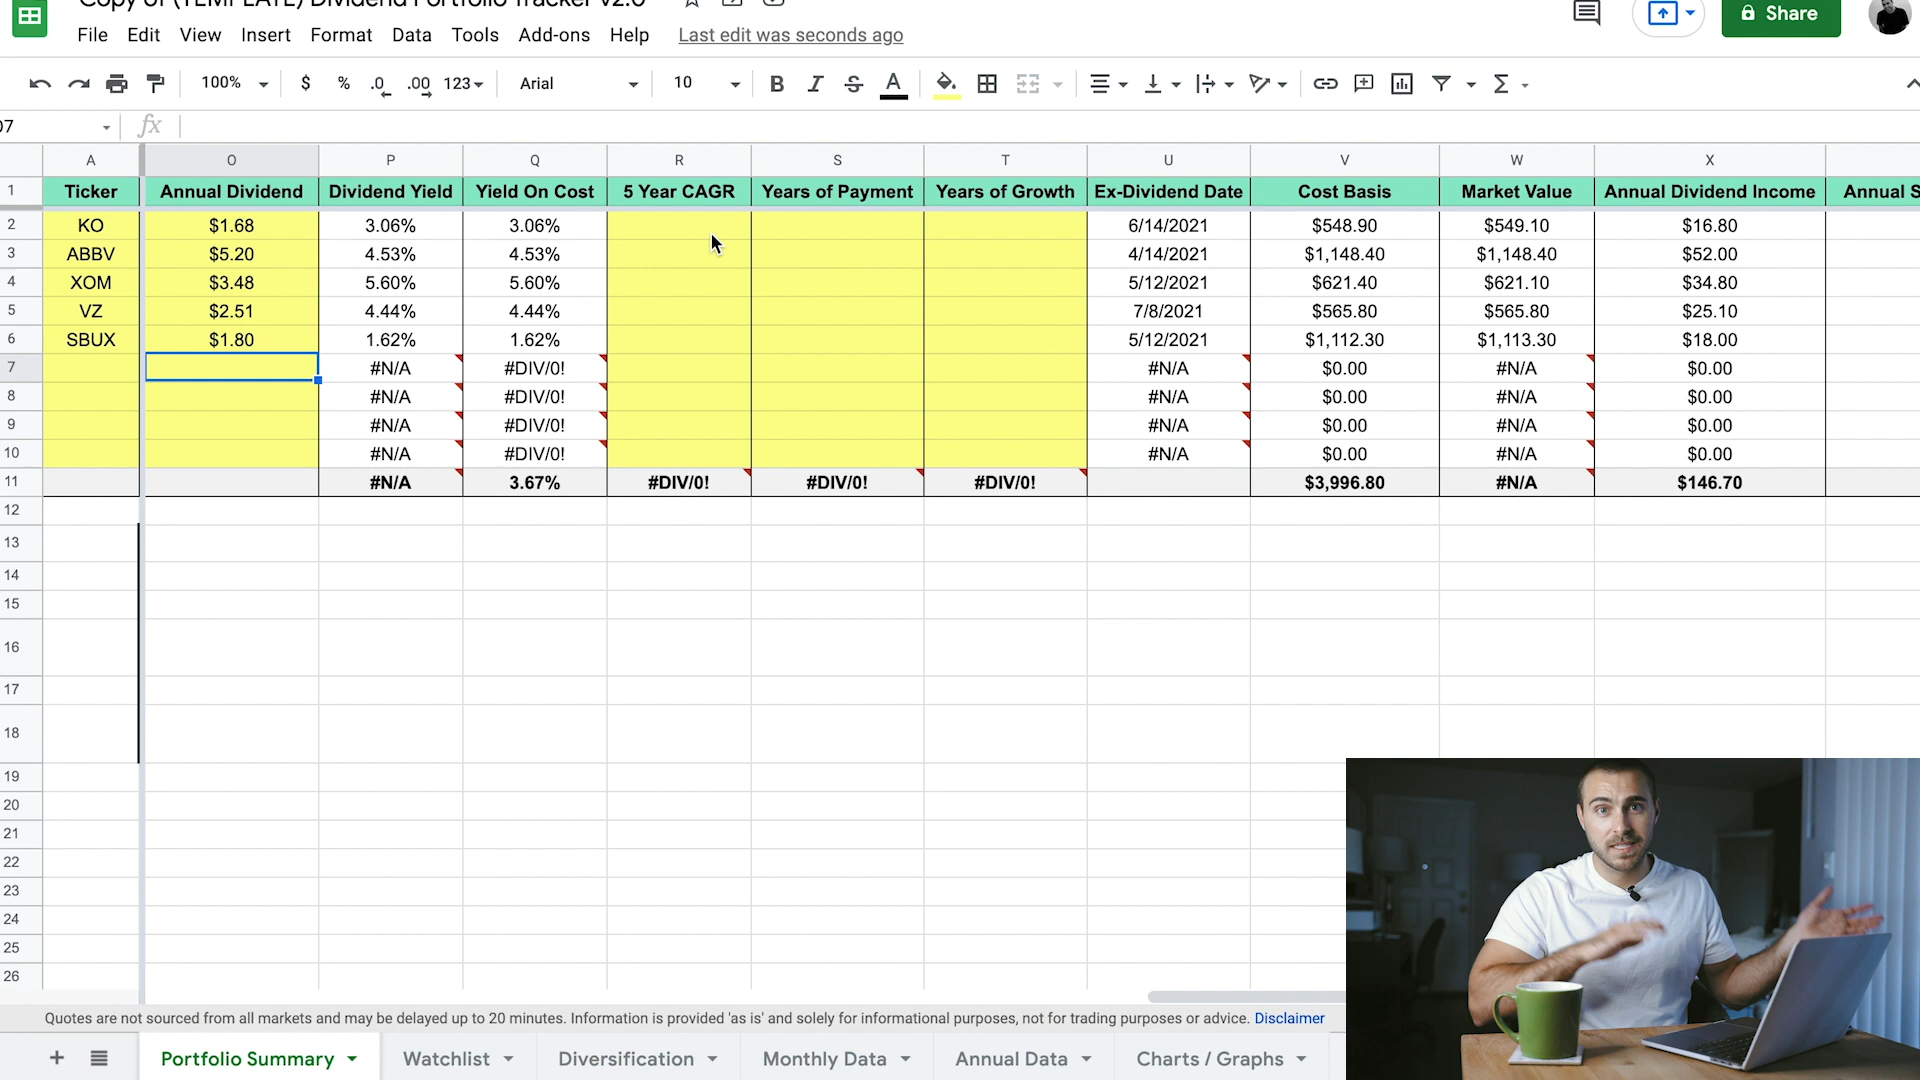 Copy of (TEMPLATE) Dividend Portfolio Tracker v2.0
File Edit View Insert Format Data Tools Add-ons Help Last edit was seconds ago
Share
100% $ % .0 .00 123 Arial 10 B I S A Σ
fx
A O P Q R S T U V W X
1 Ticker Annual Dividend Dividend Yield Yield On Cost 5 Year CAGR Years of Payment Years of Growth Ex-Dividend Date Cost Basis Market Value Annual Dividend Income Annual S
2 KO $1.68 3.06% 3.06% 6/14/2021 $548.90 $549.10 $16.80
3 ABBV $5.20 4.53% 4.53% 4/14/2021 $1,148.40 $1,148.40 $52.00
4 XOM $3.48 5.60% 5.60% 5/12/2021 $621.40 $621.10 $34.80
5 VZ $2.51 4.44% 4.44% 7/8/2021 $565.80 $565.80 $25.10
6 SBUX $1.80 1.62% 1.62% 5/12/2021 $1,112.30 $1,113.30 $18.00
7 #N/A #DIV/0! #N/A $0.00 #N/A $0.00
8 #N/A #DIV/0! #N/A $0.00 #N/A $0.00
9 #N/A #DIV/0! #N/A $0.00 #N/A $0.00
10 #N/A #DIV/0! #N/A $0.00 #N/A $0.00
11 #N/A 3.67% #DIV/0! #DIV/0! #DIV/0! $3,996.80 #N/A $146.70
12
13
14
15
16
17
18
19
20
21
22
23
24
25
26
Quotes are not sourced from all markets and may be delayed up to 20 minutes. Information is provided 'as is' and solely for informational purposes, not for trading purposes or advice. Disclaimer
Portfolio Summary Watchlist Diversification Monthly Data Annual Data Charts / Graphs